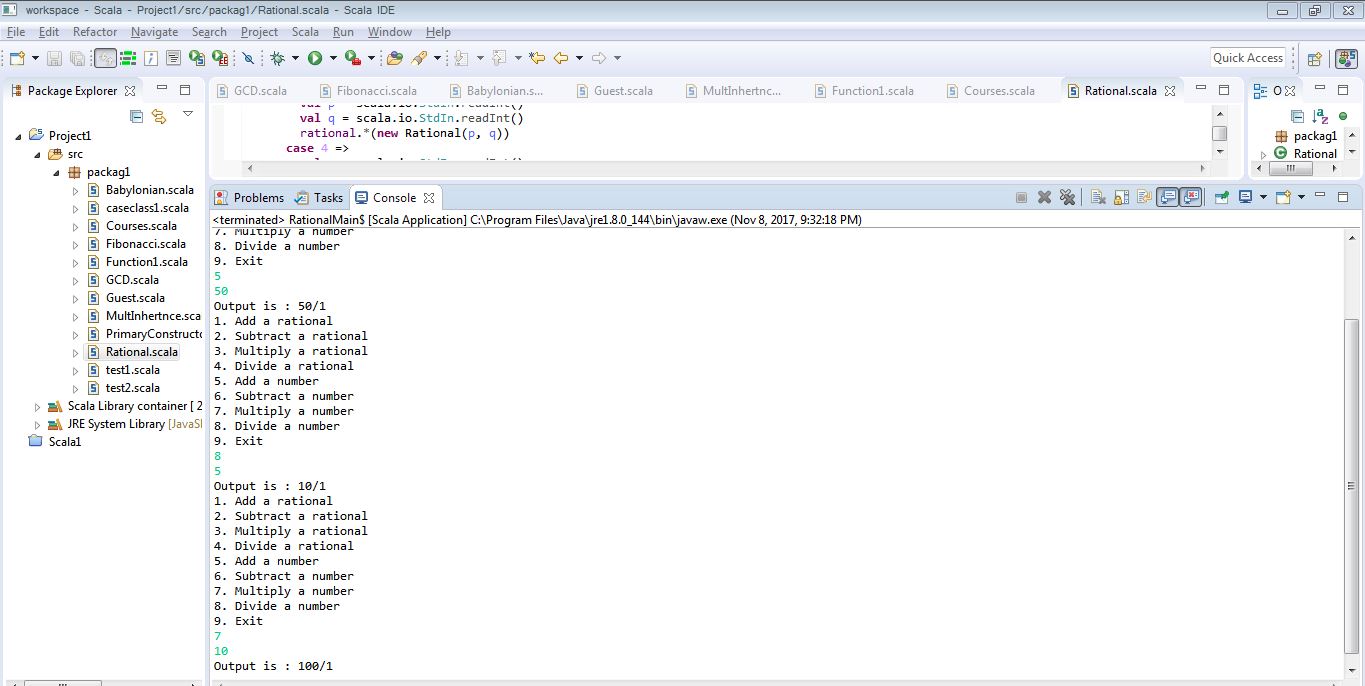 workspace - Scala - Project1/src/packag1/Rational.scala - Scala IDE
File Edit Refactor Navigate Search Project Scala Run Window Help
Quick Access
Package Explorer
Project1
src
packag1
Babylonian.scala
caseclass1.scala
Courses.scala
Fibonacci.scala
Function1.scala
GCD.scala
Guest.scala
MultInhertnce.sca
PrimaryConstructo
Rational.scala
test1.scala
test2.scala
Scala Library container [ 2
JRE System Library [JavaSE
Scala1
GCD.scala Fibonacci.scala Babylonian.s... Guest.scala MultInhertnc... Function1.scala Courses.scala Rational.scala
val p = scala.io.StdIn.readInt()
val q = scala.io.StdIn.readInt()
rational.*(new Rational(p, q))
case 4 =>
O
packag1
Rational
Problems Tasks Console
<terminated> RationalMain$ [Scala Application] C:\Program Files\Java\jre1.8.0_144\bin\javaw.exe (Nov 8, 2017, 9:32:18 PM)
7. Multiply a number
8. Divide a number
9. Exit
5
50
Output is : 50/1
1. Add a rational
2. Subtract a rational
3. Multiply a rational
4. Divide a rational
5. Add a number
6. Subtract a number
7. Multiply a number
8. Divide a number
9. Exit
8
5
Output is : 10/1
1. Add a rational
2. Subtract a rational
3. Multiply a rational
4. Divide a rational
5. Add a number
6. Subtract a number
7. Multiply a number
8. Divide a number
9. Exit
7
10
Output is : 100/1